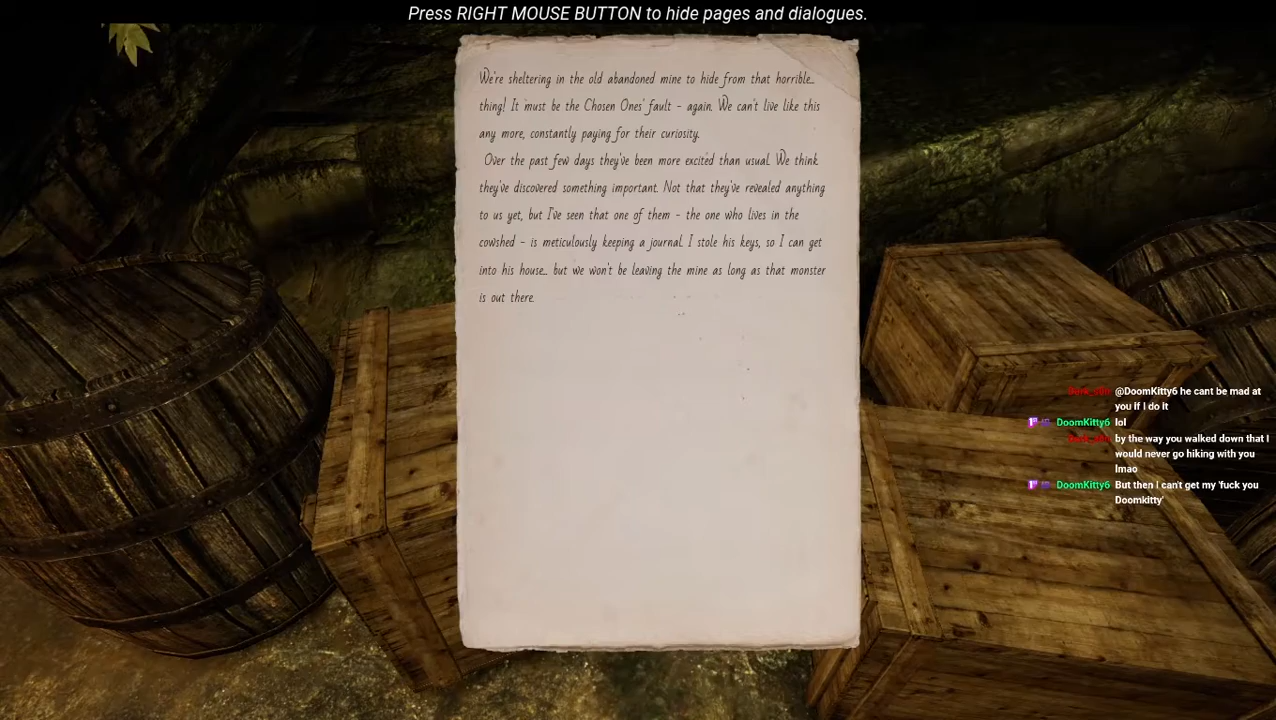 Press RIGHT MOUSE BUTTON to hide pages and dialogues.
We're sheltering in the old abandoned mine to hide from that horrible...
thing! It must be the Chosen Ones' fault - again. We can't live like this
any more, constantly paying for their curiosity.
Over the past few days they've been more excited than usual. We think
they've discovered something important. Not that they've revealed anything
to us yet, but I've seen that one of them - the one who lives in the
cowshed - is meticulously keeping a journal. I stole his keys, so I can get
into his house... but we won't be leaving the mine as long as that monster
is out there.
@DoomKitty6 he cant be mad at
you if I do it
DoomKitty6 lol
by the way you walked down that I
would never go hiking with you
lmao
DoomKitty6 But then I can't get my 'fuck you
Doomkitty'